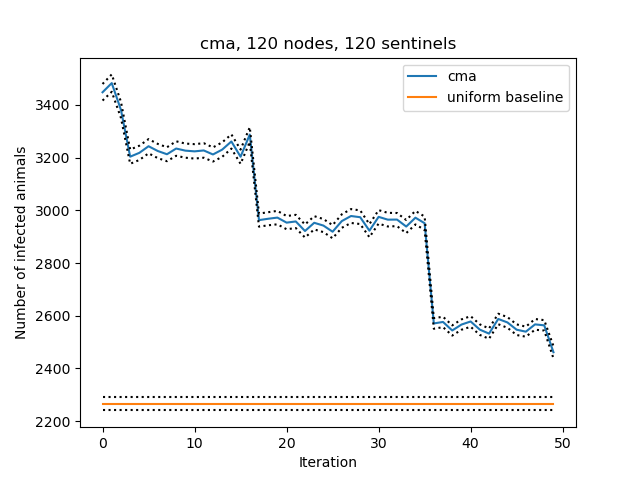 cma, 120 nodes, 120 sentinels
cma
uniform baseline
Number of infected animals
3400
3200
3000
2800
2600
2400
2200
0 10 20 30 40 50
Iteration